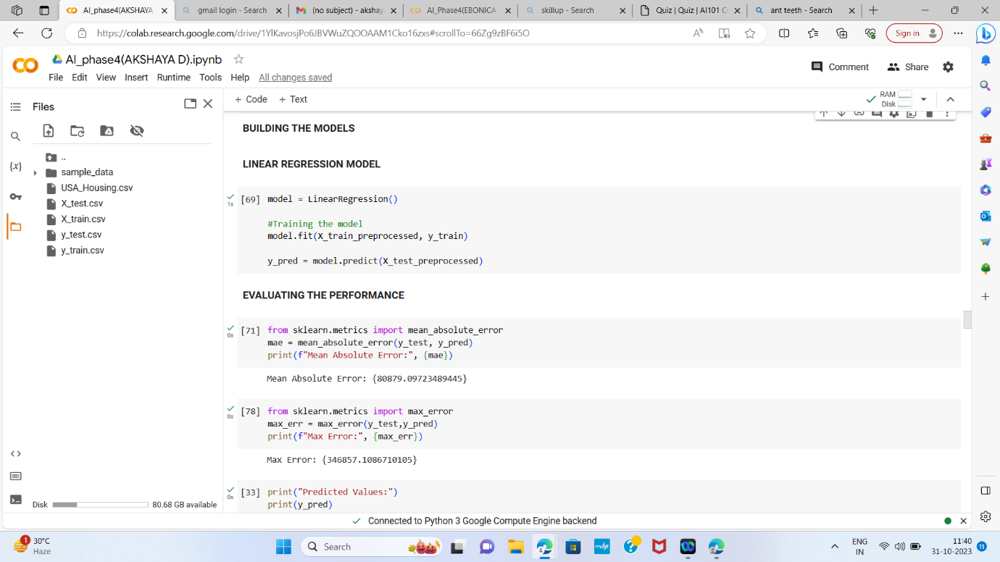 AI_phase4(AKSHAYA
gmail login - Search
(no subject) - akshay
AI_Phase4(EBONICA
skillup - Search
Quiz | Quiz | AI101 C
ant teeth - Search
https://colab.research.google.com/drive/1YlKavosjPo6JBVWuZQOOAAM1Cko16zxs#scrollTo=66Zg9zBF6i5O
Sign in
AI_phase4(AKSHAYA D).ipynb
File Edit View Insert Runtime Tools Help All changes saved
Comment
Share
Files
+ Code + Text
RAM
Disk
{x}
..
sample_data
USA_Housing.csv
X_test.csv
X_train.csv
y_test.csv
y_train.csv
BUILDING THE MODELS
LINEAR REGRESSION MODEL
1s
[69] model = LinearRegression()
#Training the model
model.fit(X_train_preprocessed, y_train)
y_pred = model.predict(X_test_preprocessed)
EVALUATING THE PERFORMANCE
0s
[71] from sklearn.metrics import mean_absolute_error
mae = mean_absolute_error(y_test, y_pred)
print(f"Mean Absolute Error:", {mae})
Mean Absolute Error: {80879.09723489445}
0s
[78] from sklearn.metrics import max_error
max_err = max_error(y_test,y_pred)
print(f"Max Error:", {max_err})
Max Error: {346857.1086710105}
0s
[33] print("Predicted Values:")
print(y_pred)
Disk 80.68 GB available
Connected to Python 3 Google Compute Engine backend
1
30°C
Haze
Search
ENG
IN
11:40
31-10-2023
11